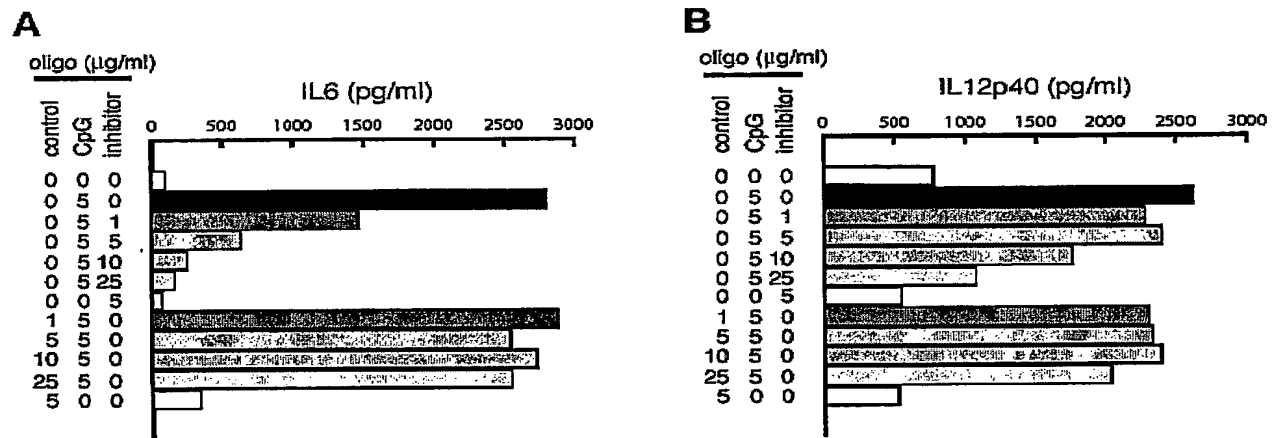 A
oligo (µg/ml)
control CpG inhibitor
IL6 (pg/ml)
0 500 1000 1500 2000 2500 3000
0 0 0
0 5 0
0 5 1
0 5 5
0 5 10
0 5 25
0 0 5
1 5 0
5 5 0
10 5 0
25 5 0
5 0 0
B
oligo (µg/ml)
control CpG inhibitor
IL12p40 (pg/ml)
0 500 1000 1500 2000 2500 3000
0 0 0
0 5 0
0 5 1
0 5 5
0 5 10
0 5 25
0 0 5
1 5 0
5 5 0
10 5 0
25 5 0
5 0 0